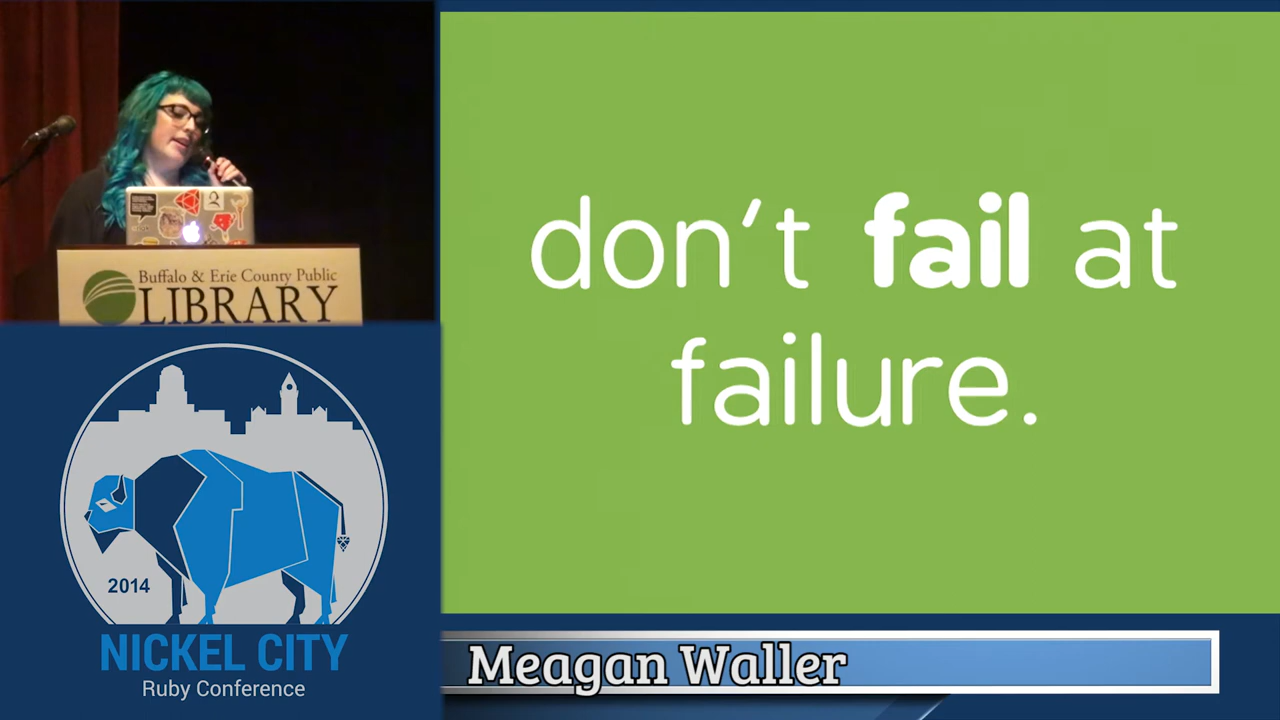 Buffalo & Erie County Public
LIBRARY
2014
NICKEL CITY
Ruby Conference
don't fail at
failure.
Meagan Waller